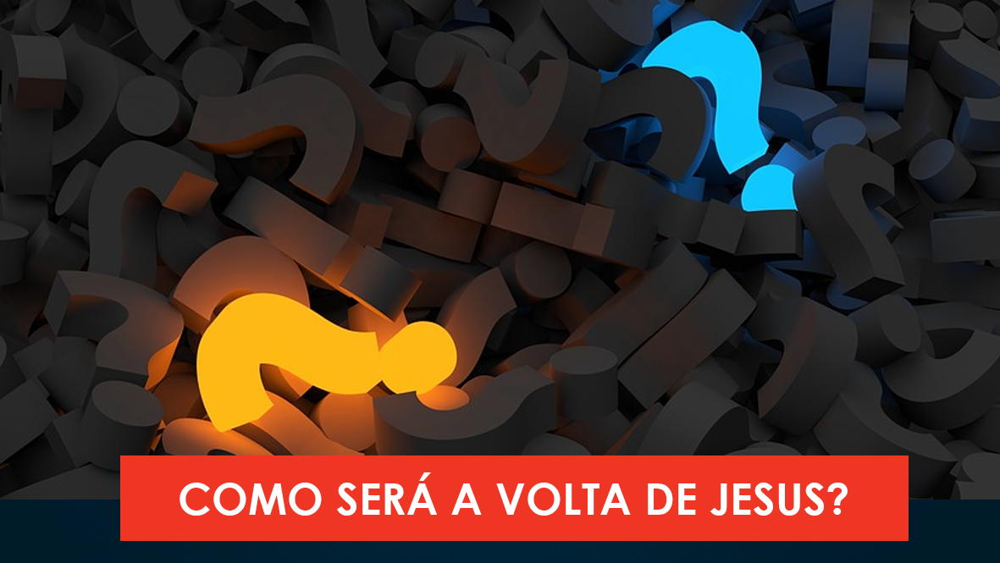 COMO SERÁ A VOLTA DE JESUS?